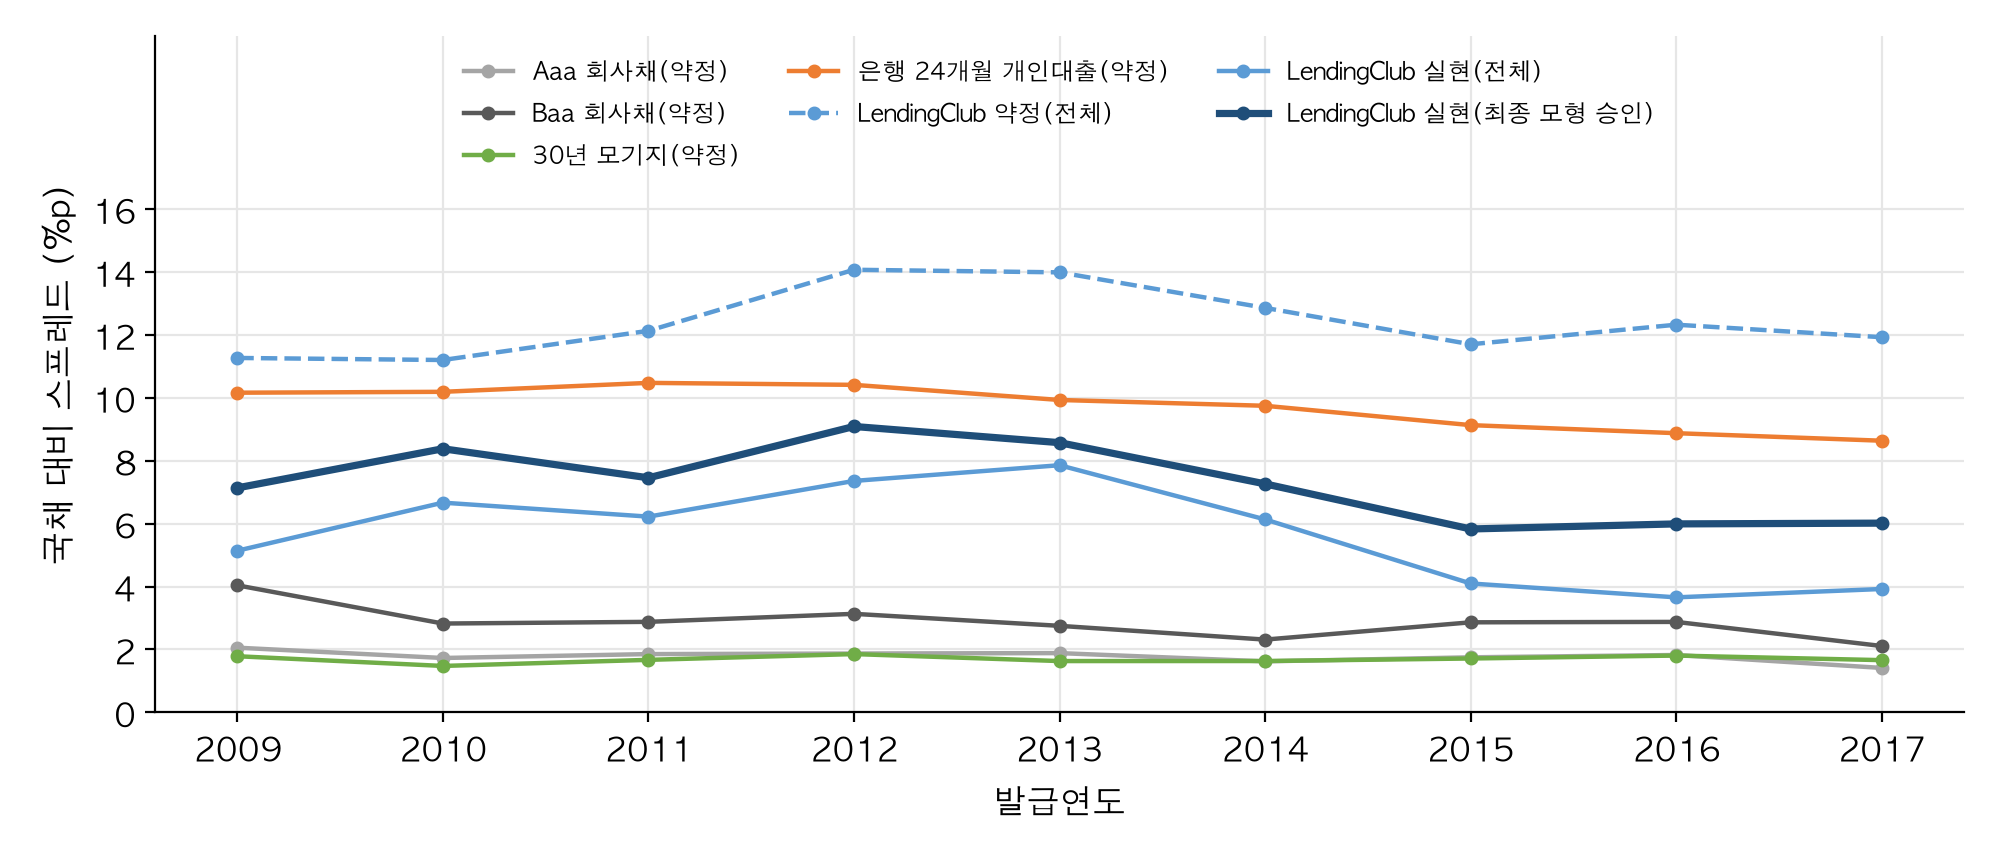 Aaa 회사채(약정)
Baa 회사채(약정)
30년 모기지(약정)
은행 24개월 개인대출(약정)
LendingClub 약정(전체)
LendingClub 실현(전체)
LendingClub 실현(최종 모형 승인)
국채 대비 스프레드 (%p)
16
14
12
10
8
6
4
2
0
2009 2010 2011 2012 2013 2014 2015 2016 2017
발급연도